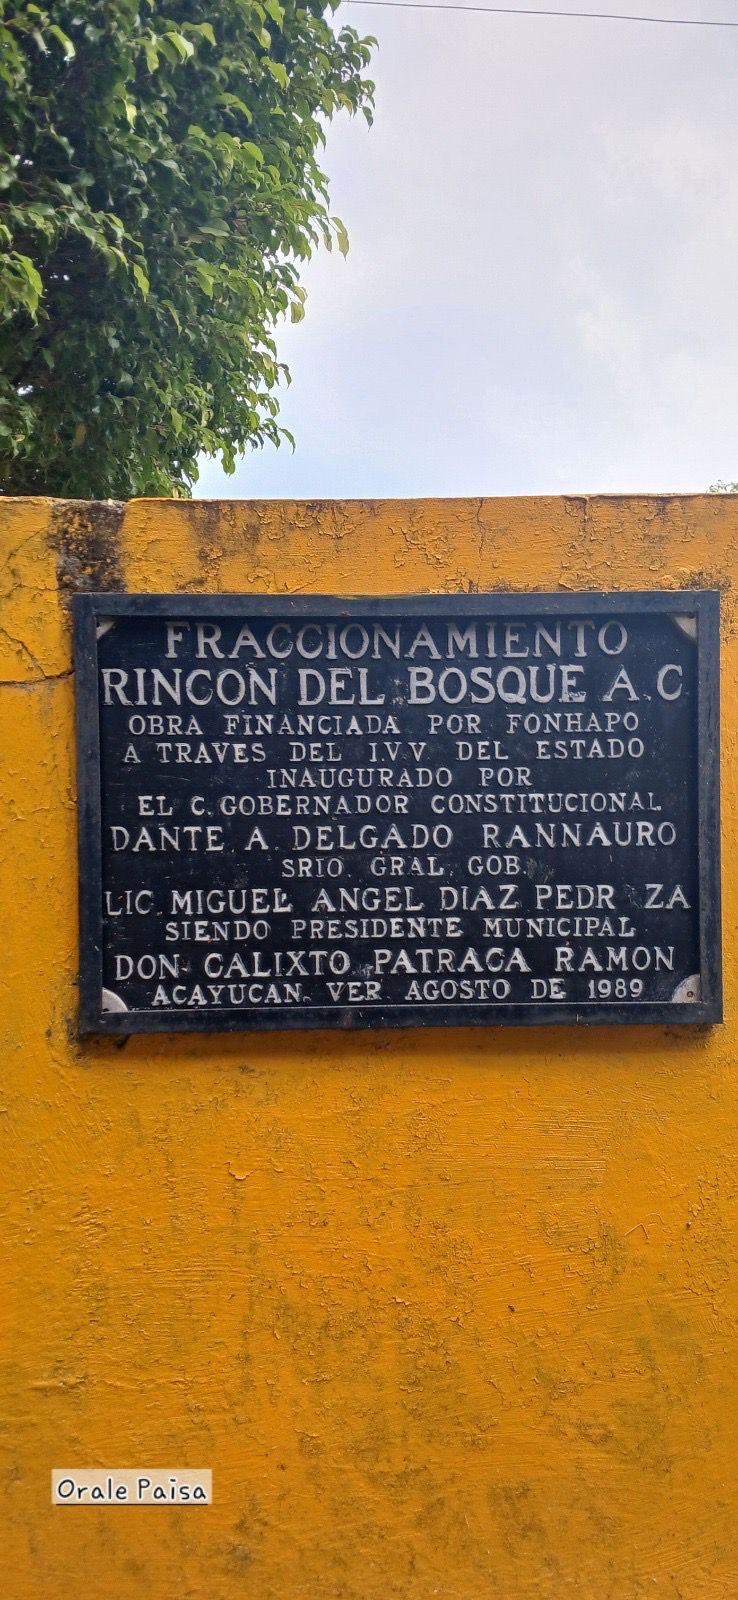 FRACCIONAMIENTO
RINCON DEL BOSQUE A.C
OBRA FINANCIADA POR FONHAPO
A TRAVES DEL I.V.V DEL ESTADO
INAUGURADO POR
EL C. GOBERNADOR CONSTITUCIONAL
DANTE A. DELGADO RANNAURO
SRIO. GRAL. GOB.
LIC. MIGUEL ANGEL DIAZ PEDR ZA
SIENDO PRESIDENTE MUNICIPAL
DON CALIXTO PATRACA RAMON
ACAYUCAN. VER AGOSTO DE 1989
Orale Paisa